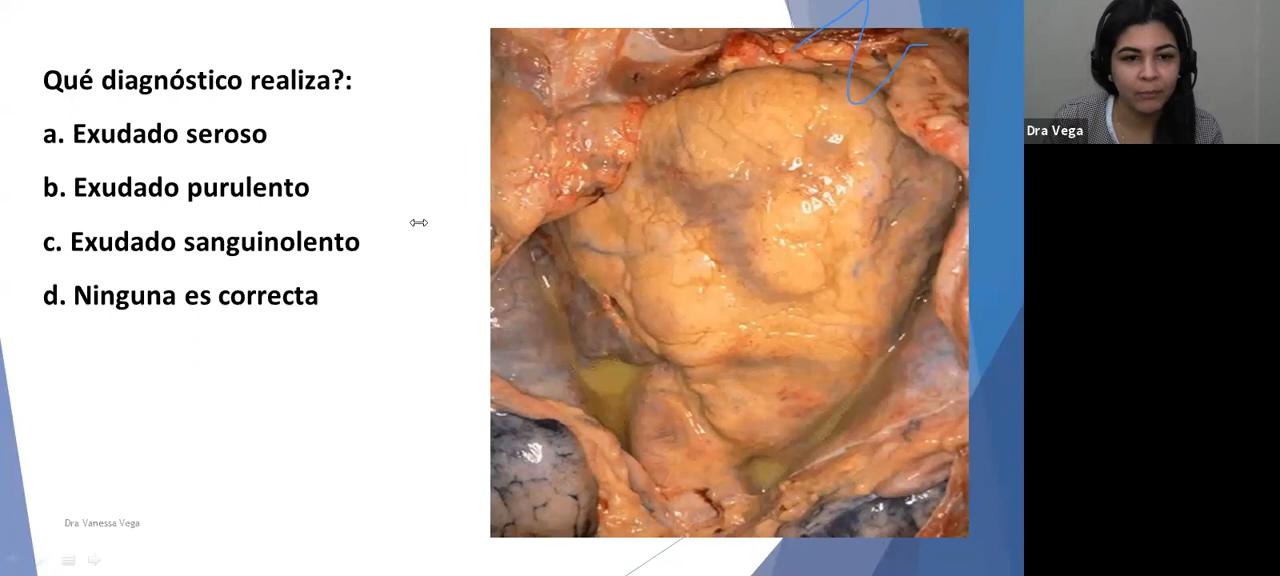 Qué diagnóstico realiza?:
a. Exudado seroso
b. Exudado purulento
c. Exudado sanguinolento
d. Ninguna es correcta
Dra Vanessa Vega
Dra Vega